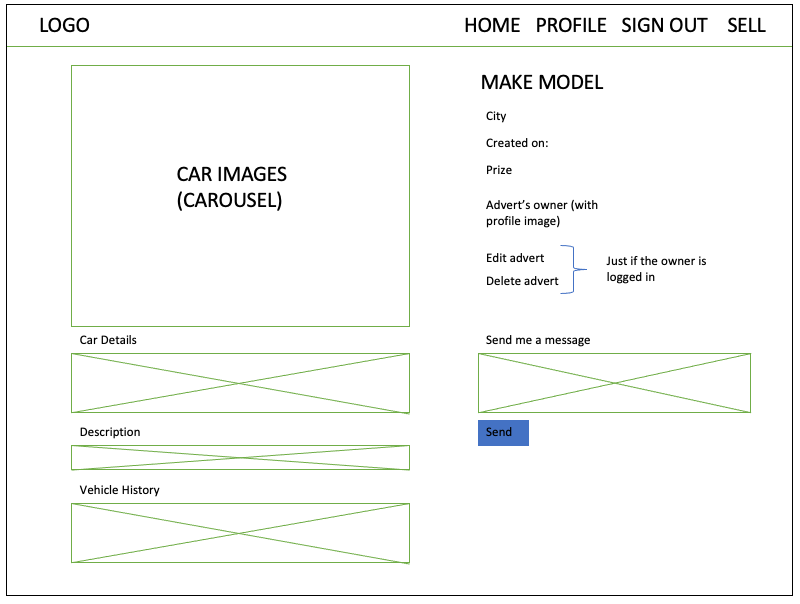 LOGO
HOME PROFILE SIGN OUT SELL
CAR IMAGES
(CAROUSEL)
MAKE MODEL
City
Created on:
Prize
Advert's owner (with
profile image)
Edit advert
Delete advert
Just if the owner is
logged in
Car Details
Description
Vehicle History
Send me a message
Send